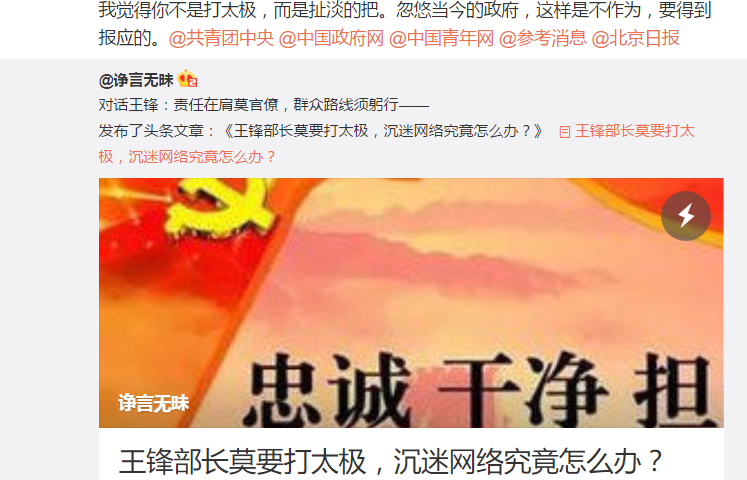 我觉得你不是打太极，而是扯淡的把。忽悠当今的政府，这样是不作为，要得到
报应的。@共青团中央 @中国政府网 @中国青年网 @参考消息 @北京日报
@诤言无昧
对话王锋：责任在肩莫官僚，群众路线须躬行——
发布了头条文章：《王锋部长莫要打太极，沉迷网络究竟怎么办？》 王锋部长莫要打太
极，沉迷网络究竟怎么办？
忠诚 干净 担
诤言无昧
王锋部长莫要打太极，沉迷网络究竟怎么办？